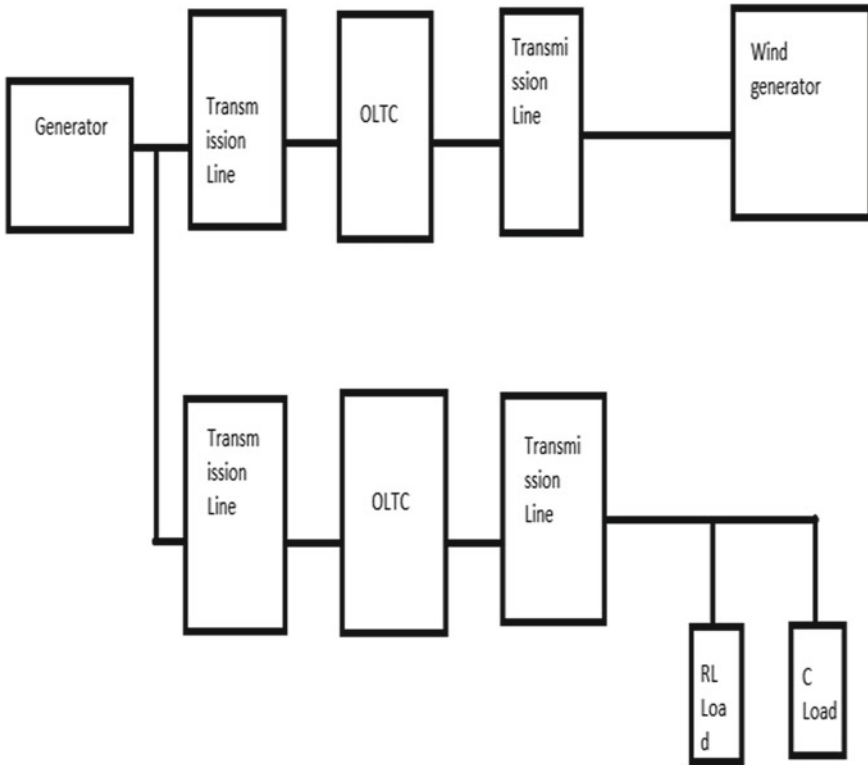 Generator
Transm
ission
Line
OLTC
Transmi
ssion
Line
Wind
generator
Transm
ission
Line
OLTC
Transmi
ssion
Line
RL
Loa
d
C
Load